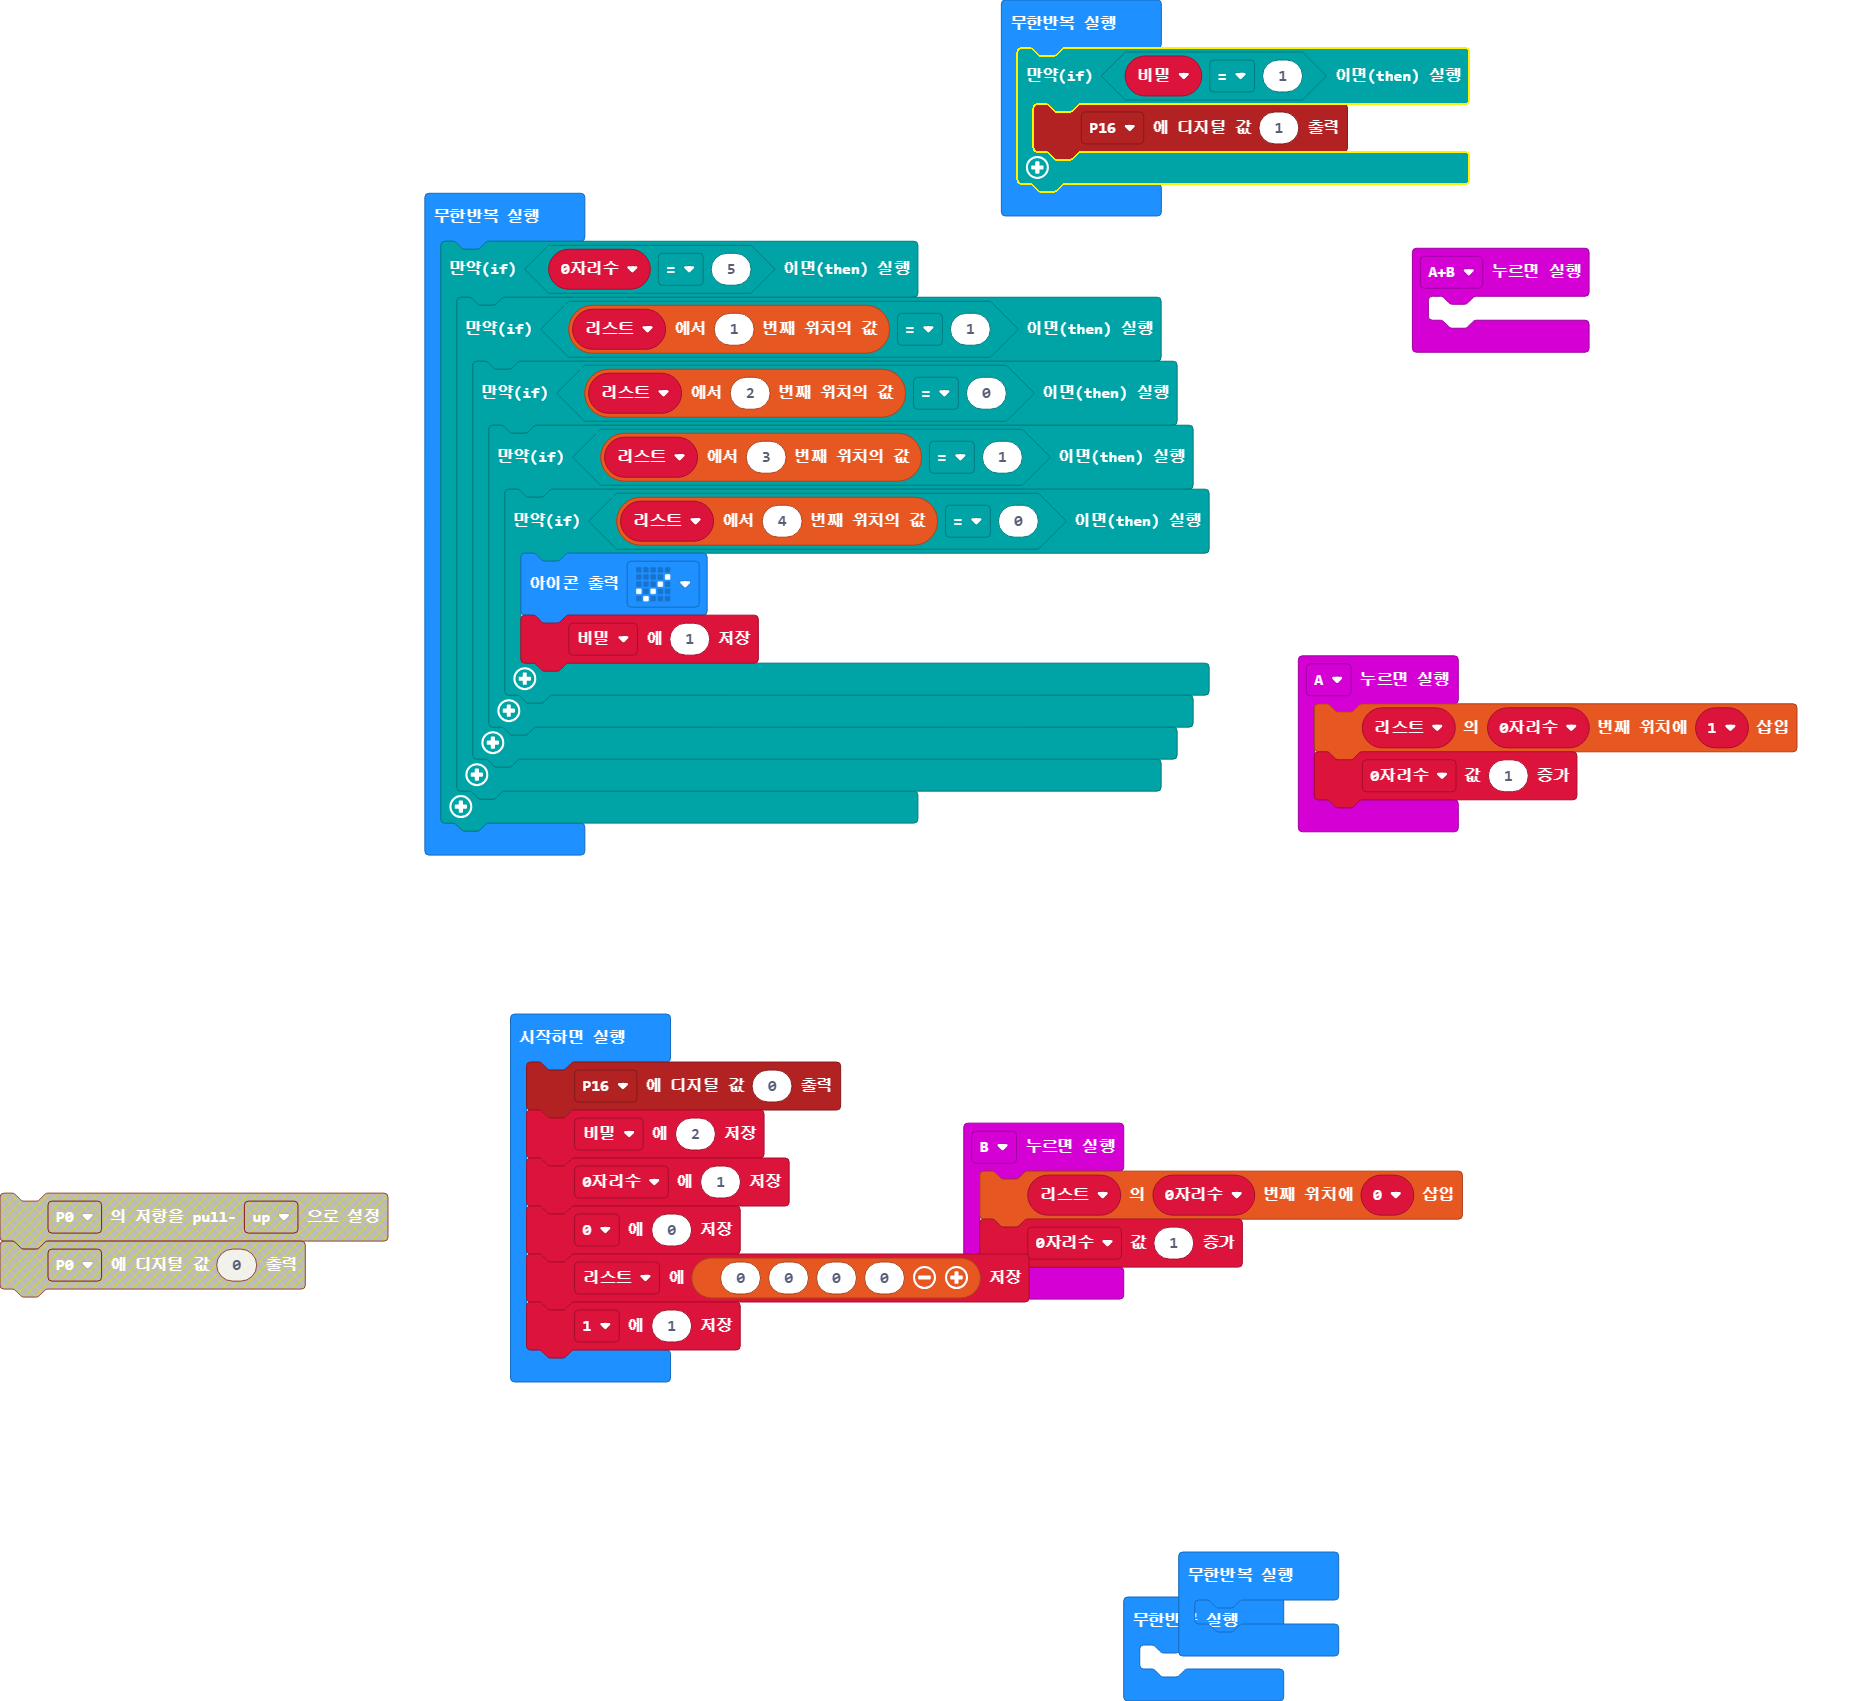 무한반복 실행
만약(if) 비밀 = 1 이면(then) 실행
P16 에 디지털 값 1 출력
무한반복 실행
만약(if) 0자리수 = 5 이면(then) 실행
만약(if) 리스트 에서 1 번째 위치의 값 = 1 이면(then) 실행
만약(if) 리스트 에서 2 번째 위치의 값 = 0 이면(then) 실행
만약(if) 리스트 에서 3 번째 위치의 값 = 1 이면(then) 실행
만약(if) 리스트 에서 4 번째 위치의 값 = 0 이면(then) 실행
아이콘 출력
비밀 에 1 저장
A+B 누르면 실행
A 누르면 실행
리스트 의 0자리수 번째 위치에 1 삽입
0자리수 값 1 증가
시작하면 실행
P16 에 디지털 값 0 출력
비밀 에 2 저장
0자리수 에 1 저장
0 에 0 저장
리스트 에 0 0 0 0 저장
1 에 1 저장
B 누르면 실행
리스트 의 0자리수 번째 위치에 0 삽입
0자리수 값 1 증가
P0 의 저항을 pull- up 으로 설정
P0 에 디지털 값 0 출력
무한반복 실행
실행